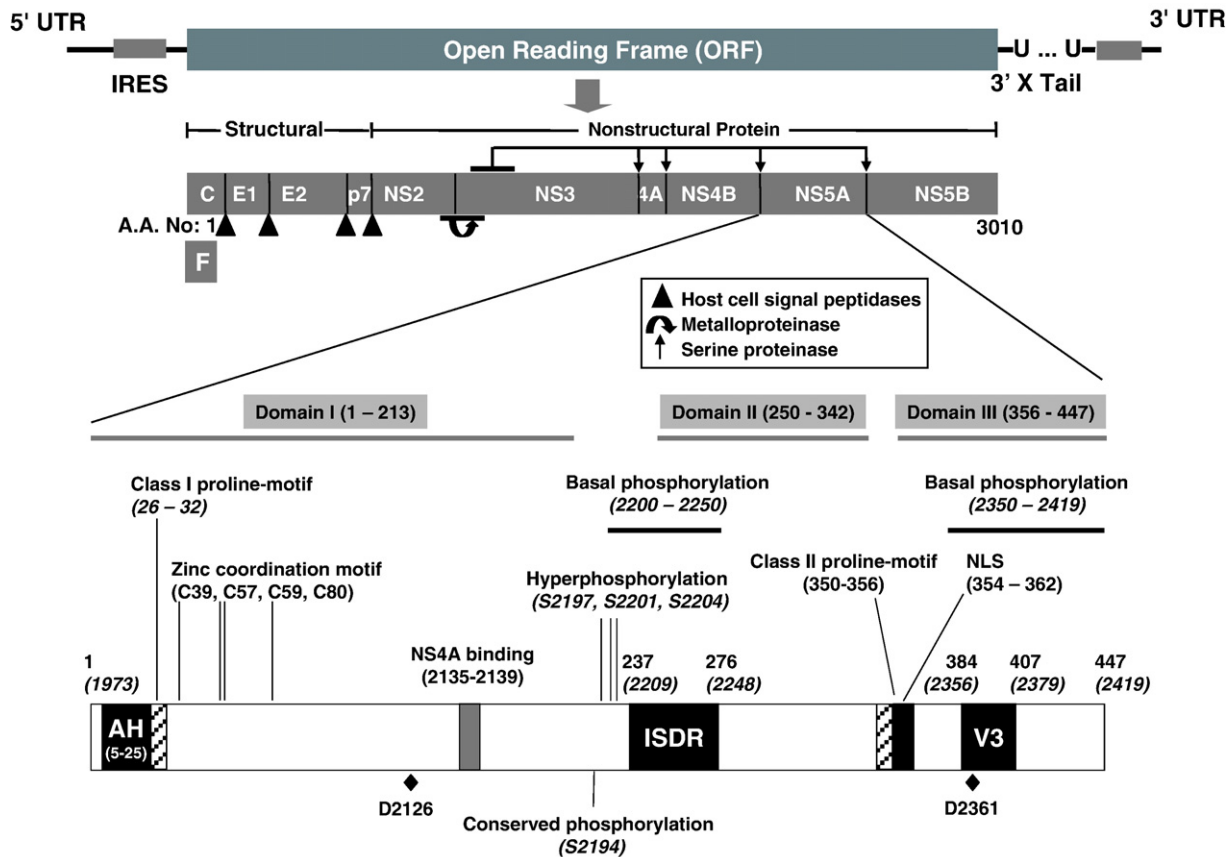 5' UTR
3' UTR
Open Reading Frame (ORF)
U ... U
IRES
3' X Tail
Structural
Nonstructural Protein
C E1 E2 p7 NS2 NS3 4A NS4B NS5A NS5B
A.A. No: 1
3010
F
Host cell signal peptidases
Metalloproteinase
Serine proteinase
Domain I (1 – 213)
Domain II (250 - 342)
Domain III (356 - 447)
Class I proline-motif
(26 – 32)
Basal phosphorylation
(2200 – 2250)
Basal phosphorylation
(2350 – 2419)
Zinc coordination motif
(C39, C57, C59, C80)
Hyperphosphorylation
(S2197, S2201, S2204)
Class II proline-motif
(350-356)
NLS
(354 – 362)
NS4A binding
(2135-2139)
1
(1973)
237
(2209)
276
(2248)
384
(2356)
407
(2379)
447
(2419)
AH
(5-25)
ISDR
V3
D2126
D2361
Conserved phosphorylation
(S2194)